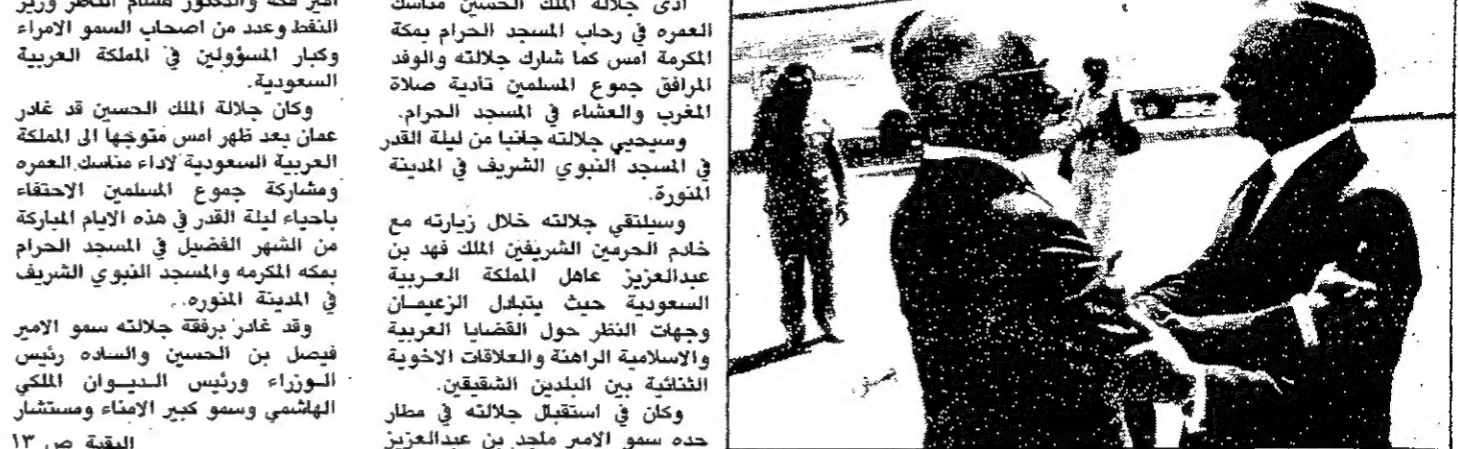 ادى جلالة الملك الحسين مناسك
العمره في رحاب المسجد الحرام بمكة
المكرمة امس كما شارك جلالته والوفد
المرافق جموع المسلمين تأدية صلاة
المغرب والعشاء في المسجد الحرام.
وسيحيي جلالته جانبا من ليلة القدر
في المسجد النبوي الشريف في المدينة
المنورة.
وسيلتقي جلالته خلال زيارته مع
خادم الحرمين الشريفين الملك فهد بن
عبدالعزيز عاهل المملكة العربية
السعودية حيث يتبادل الزعيمان
وجهات النظر حول القضايا العربية
والاسلامية الراهنة والعلاقات الاخوية
الثنائية بين البلدين الشقيقين.
وكان في استقبال جلالته في مطار
جده سمو الامير ماجد بن عبدالعزيز
امير مكة والدكتور هشام الناظر وزير
النفط وعدد من اصحاب السمو الامراء
وكبار المسؤولين في المملكة العربية
السعودية.
وكان جلالة الملك الحسين قد غادر
عمان بعد ظهر امس متوجها الى المملكة
العربية السعودية لاداء مناسك العمره
ومشاركة جموع المسلمين الاحتفاء
باحياء ليلة القدر في هذه الايام المباركة
من الشهر الفضيل في المسجد الحرام
بمكه المكرمه والمسجد النبوي الشريف
في المدينة المنوره.
وقد غادر برفقة جلالته سمو الامير
فيصل بن الحسين والساده رئيس
الوزراء ورئيس الديوان الملكي
الهاشمي وسمو كبير الامناء ومستشار
البقية ص ١٣